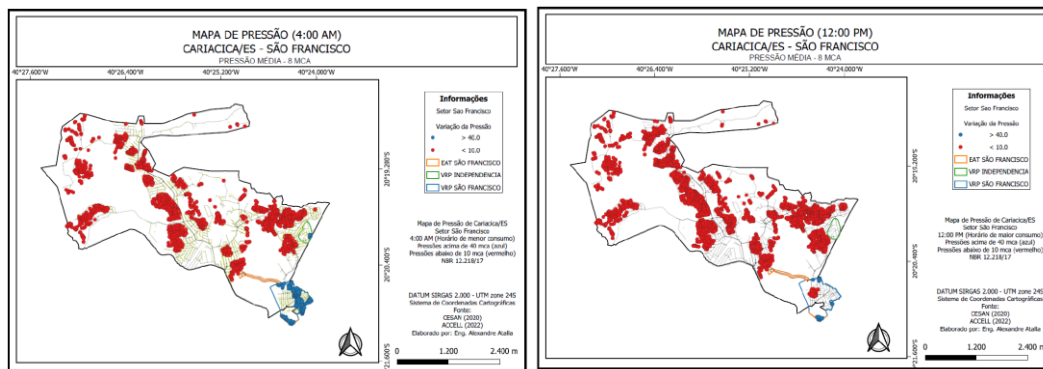 MAPA DE PRESSÃO (4:00 AM)
CARIACICA/ES - SÃO FRANCISCO
PRESSÃO MÉDIA - 8 MCA
40°27.600'W 40°26.400'W 40°25.200'W 40°24.000'W
Informações
Setor Sao Francisco
Variação da Pressão
> 40.0
< 10.0
EAT SÃO FRANCISCO
VRP INDEPENDENCIA
VRP SÃO FRANCISCO
20°19.200'S
20°20.400'S
20°21.600'S
Mapa de Pressão de Cariacica/ES
Setor São Francisco
4:00 AM (Horário de menor consumo)
Pressões acima de 40 mca (azul)
Pressões abaixo de 10 mca (vermelho)
NBR 12.218/17
DATUM SIRGAS 2.000 - UTM zone 24S
Sistema de Coordenadas Cartográficas
Fonte:
CESAN (2020)
ACCELL (2022)
Elaborado por: Eng. Alexandre Atalla
0 1.200 2.400 m
MAPA DE PRESSÃO (12:00 PM)
CARIACICA/ES - SÃO FRANCISCO
PRESSÃO MÉDIA - 8 MCA
40°27.600'W 40°26.400'W 40°25.200'W 40°24.000'W
Informações
Setor Sao Francisco
Variação da Pressão
> 40.0
< 10.0
EAT SÃO FRANCISCO
VRP INDEPENDENCIA
VRP SÃO FRANCISCO
20°19.200'S
20°20.400'S
20°21.600'S
Mapa de Pressão de Cariacica/ES
Setor São Francisco
12:00 PM (Horário de menor consumo)
Pressões acima de 40 mca (azul)
Pressões abaixo de 10 mca (vermelho)
NBR 12.218/17
DATUM SIRGAS 2.000 - UTM zone 24S
Sistema de Coordenadas Cartográficas
Fonte:
CESAN (2020)
ACCELL (2022)
Elaborado por: Eng. Alexandre Atalla
0 1.200 2.400 m